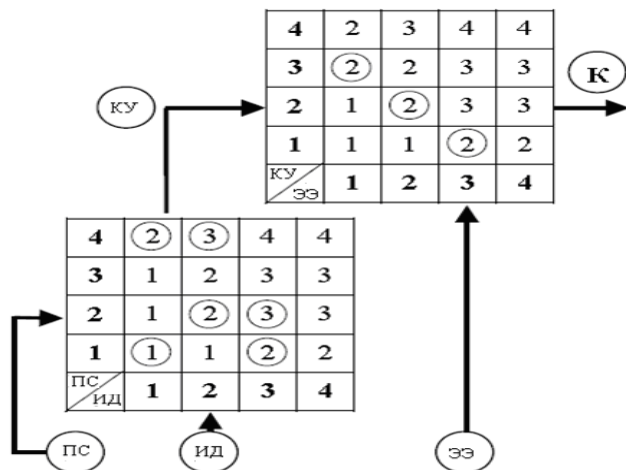 4 2 3 4 4
3 2 2 3 3
К
КУ
2 1 2 3 3
1 1 1 2 2
КУ ЭЭ 1 2 3 4
4 2 3 4 4
3 1 2 3 3
2 1 2 3 3
1 1 1 2 2
ПС ИД 1 2 3 4
ПС
ИД
ЭЭ